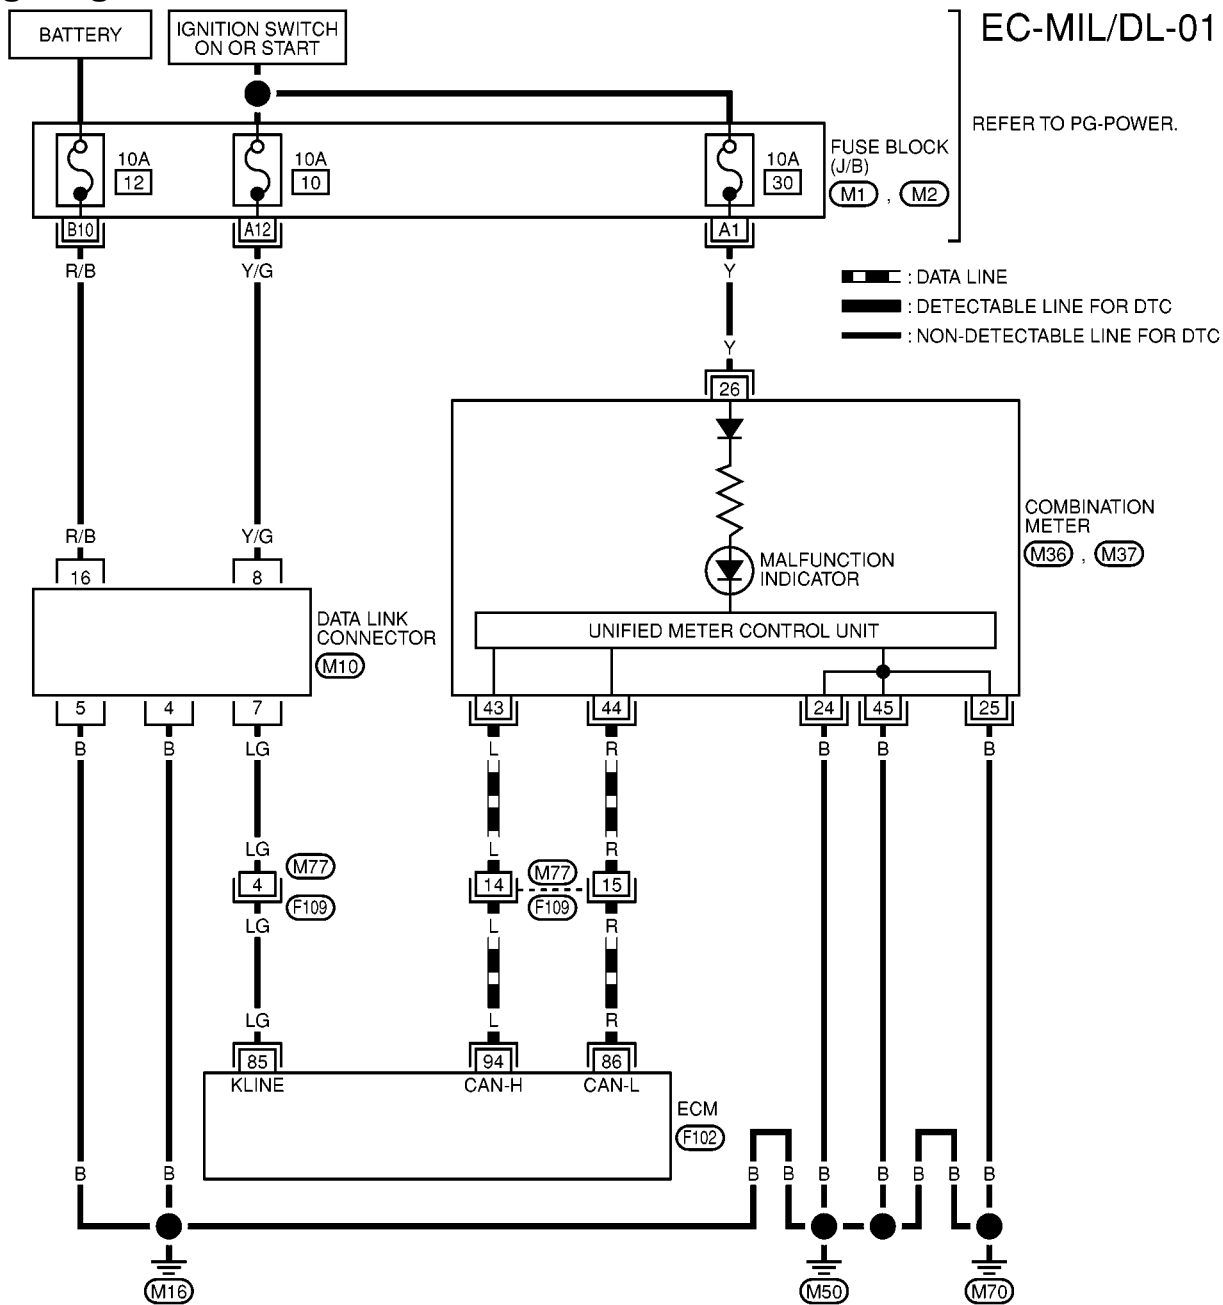 BATTERY
IGNITION SWITCH
ON OR START
EC-MIL/DL-01
REFER TO PG-POWER.
10A
12
10A
10
10A
30
FUSE BLOCK
(J/B)
M1 , M2
B10
A12
A1
R/B
Y/G
Y
: DATA LINE
: DETECTABLE LINE FOR DTC
: NON-DETECTABLE LINE FOR DTC
Y
26
COMBINATION
METER
M36 , M37
R/B
Y/G
16
8
MALFUNCTION
INDICATOR
DATA LINK
CONNECTOR
M10
UNIFIED METER CONTROL UNIT
5
4
7
43
44
24
45
25
B
B
LG
L
R
B
B
B
LG
L
R
M77
4
F109
14
M77
F109
15
LG
L
R
LG
L
R
85
94
86
KLINE
CAN-H
CAN-L
ECM
F102
B
B
B
B
B
B
B
B
B
M16
M50
M70